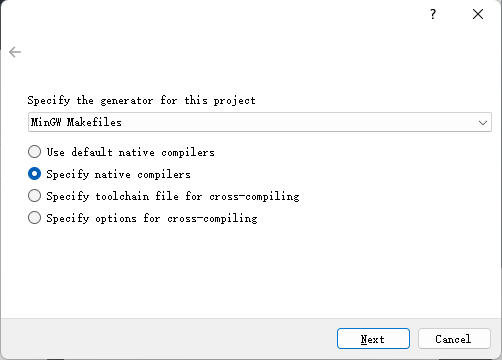 ?
Specify the generator for this project
MinGW Makefiles
Use default native compilers
Specify native compilers
Specify toolchain file for cross-compiling
Specify options for cross-compiling
Next
Cancel